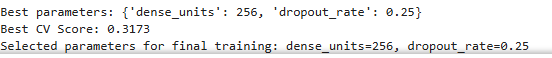 Best parameters: {'dense_units': 256, 'dropout_rate': 0.25}
Best CV Score: 0.3173
Selected parameters for final training: dense_units=256, dropout_rate=0.25